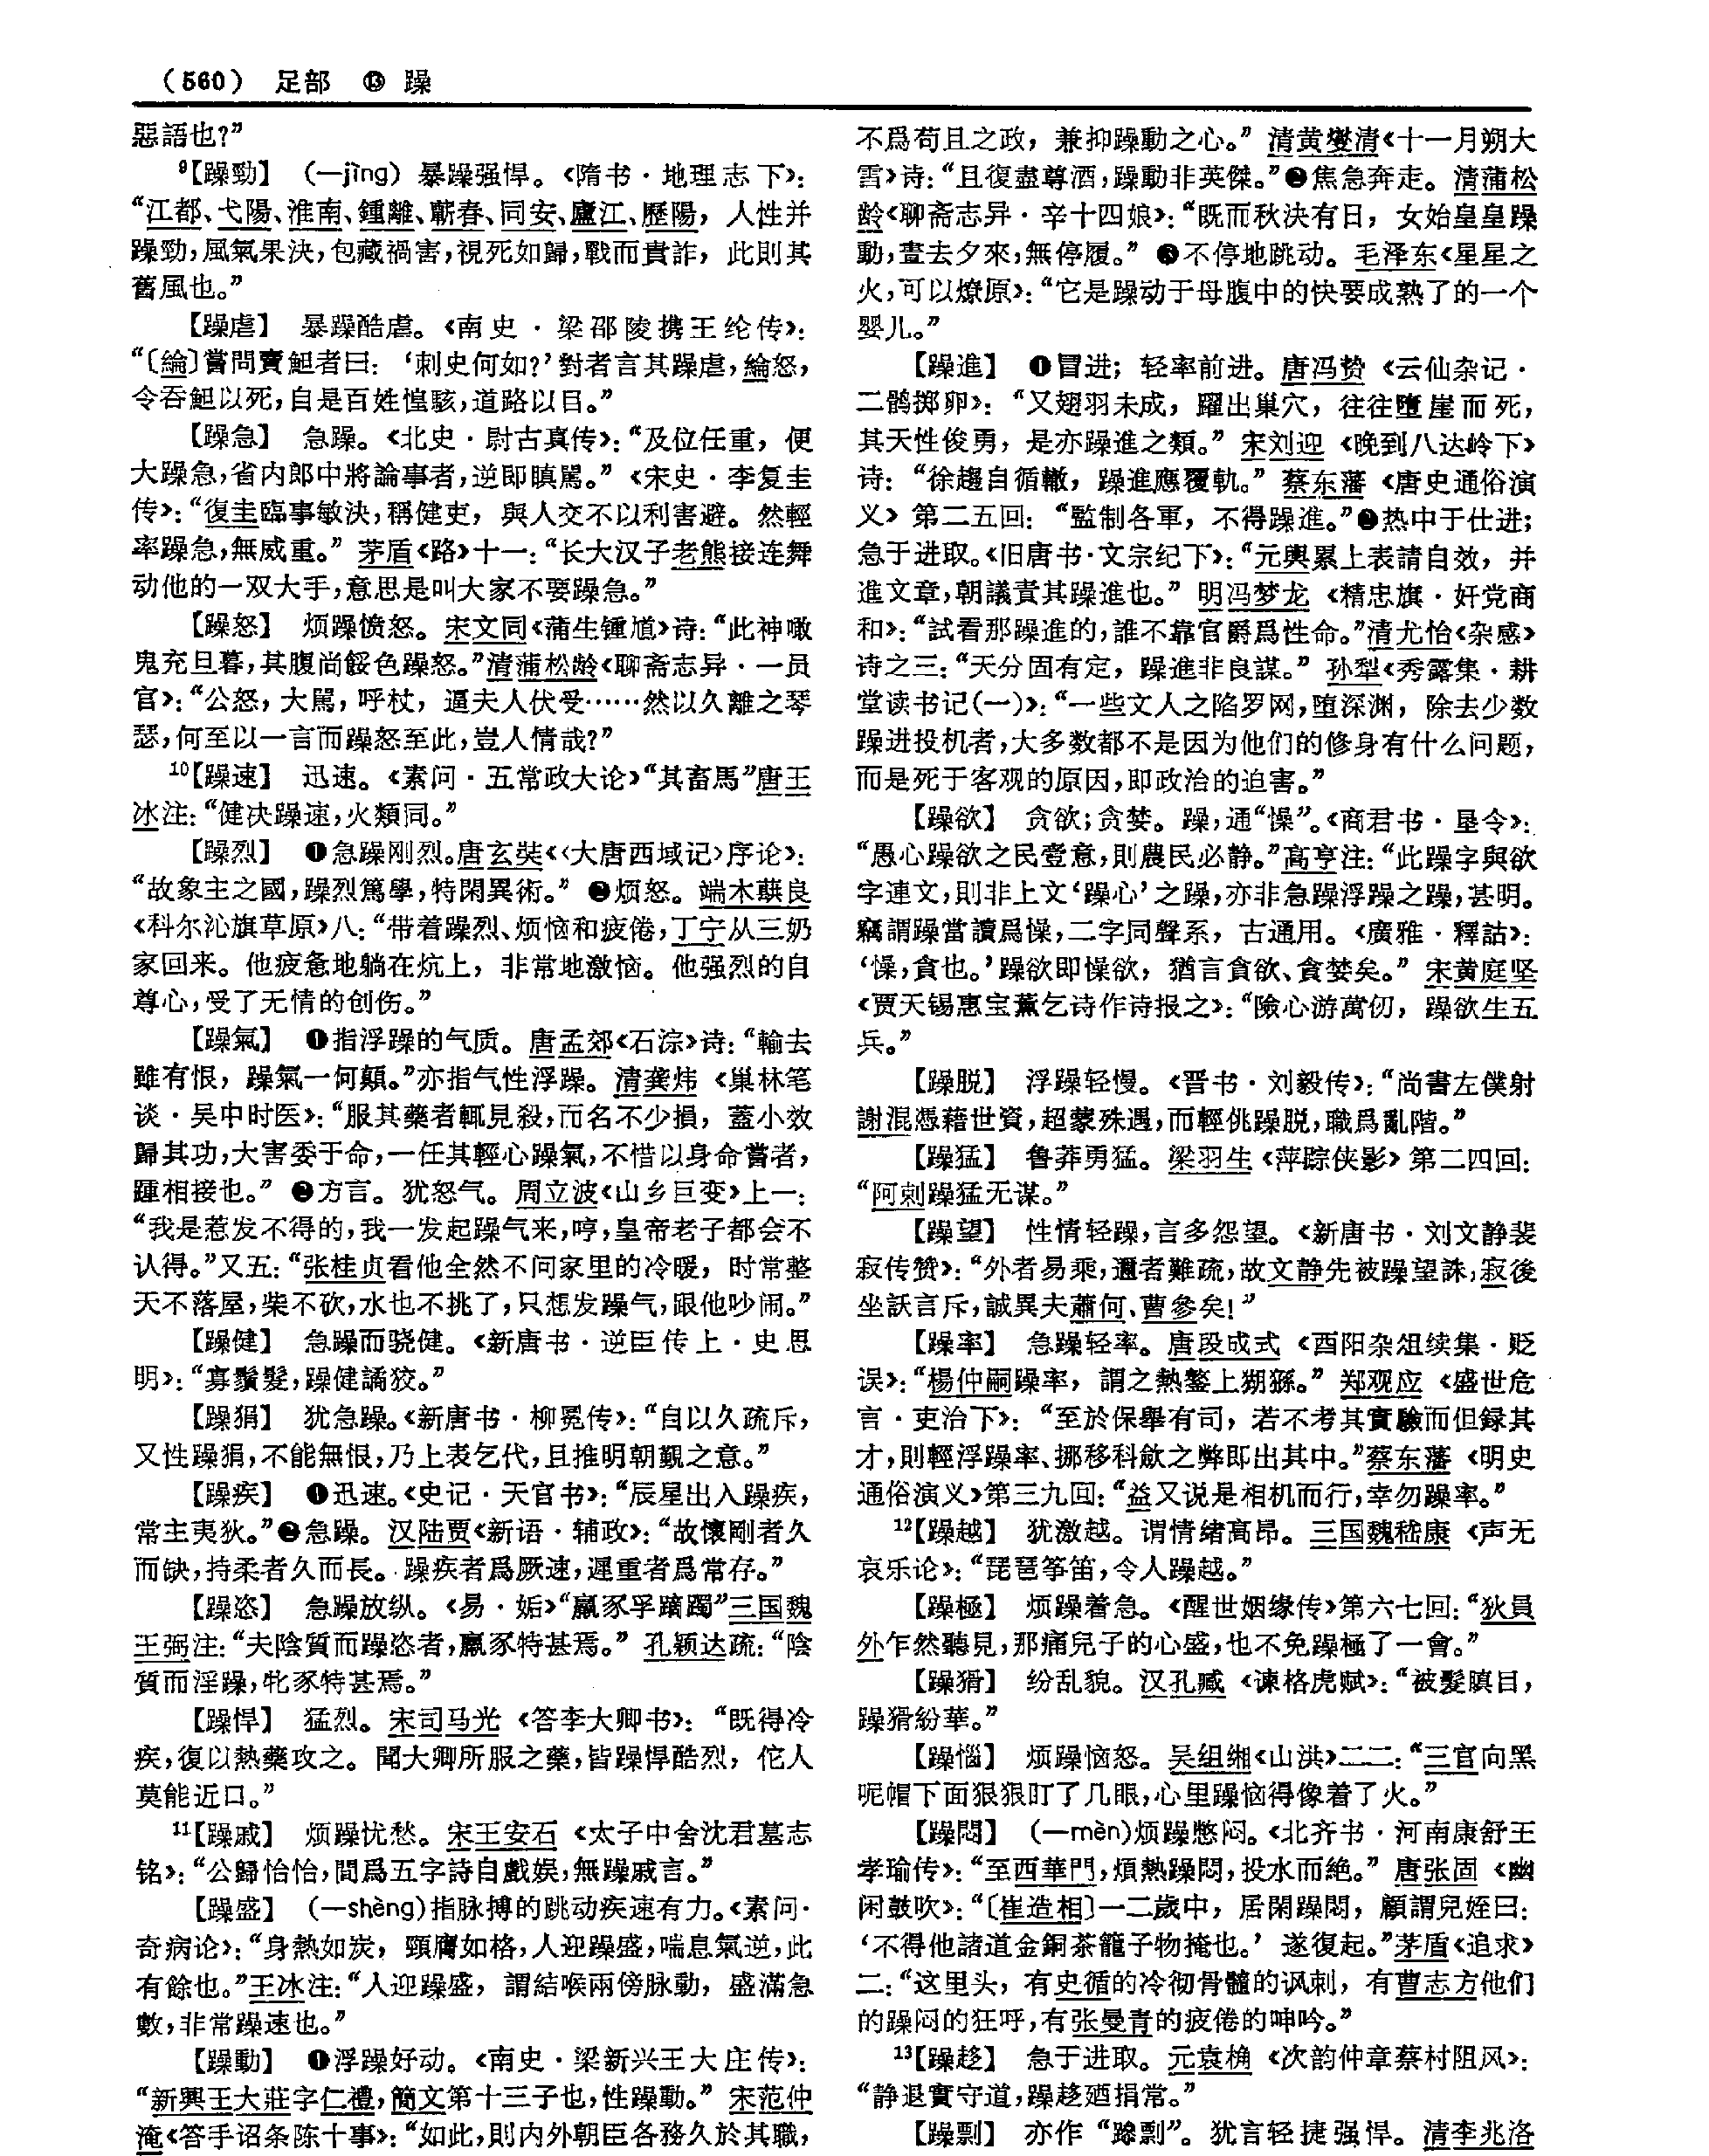 （560） 足部 ⑬ 躁
惡語也？”
⁹【躁勁】 （—jìng）暴躁强悍。《隋书·地理志下》：
“江都、弋陽、淮南、鍾離、蘄春、同安、廬江、歷陽，人性并
躁勁，風氣果決，包藏禍害，視死如歸，戰而貴詐，此則其
舊風也。”
【躁虐】 暴躁酷虐。《南史·梁邵陵携王纶传》：
“〔綸〕嘗問賣䱇者曰：‘刺史何如？’對者言其躁虐，綸怒，
令吞䱇以死，自是百姓惶駭，道路以目。”
【躁急】 急躁。《北史·尉古真传》：“及位任重，便
大躁急，省内郎中將論事者，逆即瞋駡。”《宋史·李复圭
传》：“復圭臨事敏決，稱健吏，與人交不以利害避。然輕
率躁急，無威重。”茅盾《路》十一：“长大汉子老熊接连舞
动他的一双大手，意思是叫大家不要躁急。”
【躁怒】 烦躁愤怒。宋文同《蒲生锺馗》诗：“此神噉
鬼充旦暮，其腹尚餒色躁怒。”清蒲松龄《聊斋志异·一员
官》：“公怒，大駡，呼杖，逼夫人伏受……然以久離之琴
瑟，何至以一言而躁怒至此，豈人情哉？”
¹⁰【躁速】 迅速。《素问·五常政大论》“其畜馬”唐王
冰注：“健決躁速，火類同。”
【躁烈】 ❶急躁刚烈。唐玄奘《〈大唐西域记〉序论》：
“故象主之國，躁烈篤學，特閑異術。”❷烦怒。端木蕻良
《科尔沁旗草原》八：“带着躁烈、烦恼和疲倦，丁宁从三奶
家回来。他疲惫地躺在炕上，非常地激恼。他强烈的自
尊心，受了无情的创伤。”
【躁氣】 ❶指浮躁的气质。唐孟郊《石淙》诗：“輸去
雖有恨，躁氣一何顛。”亦指气性浮躁。清龚炜《巢林笔
谈·吴中时医》：“服其藥者輒見殺，而名不少損，蓋小效
歸其功，大害委于命，一任其輕心躁氣，不惜以身命嘗者，
踵相接也。”❷方言。犹怒气。周立波《山乡巨变》上一：
“我是惹发不得的，我一发起躁气来，哼，皇帝老子都会不
认得。”又五：“张桂贞看他全然不问家里的冷暖，时常整
天不落屋，柴不砍，水也不挑了，只想发躁气，跟他吵闹。”
【躁健】 急躁而骁健。《新唐书·逆臣传上·史思
明》：“寡鬚髮，躁健譎狡。”
【躁狷】 犹急躁。《新唐书·柳冕传》：“自以久疏斥，
又性躁狷，不能無恨，乃上表乞代，且推明朝覲之意。”
【躁疾】 ❶迅速。《史记·天官书》：“辰星出入躁疾，
常主夷狄。”❷急躁。汉陆贾《新语·辅政》：“故懷剛者久
而缺，持柔者久而長。躁疾者爲厥速，遲重者爲常存。”
【躁恣】 急躁放纵。《易·姤》“羸豕孚蹢躅”三国魏
王弼注：“夫陰質而躁恣者，羸豕特甚焉。”孔颖达疏：“陰
質而淫躁，牝豕特甚焉。”
【躁悍】 猛烈。宋司马光《答李大卿书》：“既得冷
疾，復以熱藥攻之。聞大卿所服之藥，皆躁悍酷烈，佗人
莫能近口。”
¹¹【躁戚】 烦躁忧愁。宋王安石《太子中舍沈君墓志
铭》：“公歸怡怡，間爲五字詩自戲娱，無躁戚言。”
【躁盛】 （—shèng）指脉搏的跳动疾速有力。《素问·
奇病论》：“身熱如炭，頸膺如格，人迎躁盛，喘息氣逆，此
有餘也。”王冰注：“人迎躁盛，謂結喉兩傍脉動，盛滿急
數，非常躁速也。”
【躁動】 ❶浮躁好动。《南史·梁新兴王大庄传》：
“新興王大莊字仁禮，簡文第十三子也，性躁動。”宋范仲
淹《答手诏条陈十事》：“如此，則内外朝臣各務久於其職，
不爲苟且之政，兼抑躁動之心。”清黄燮清《十一月朔大
雪》诗：“且復盡尊酒，躁動非英傑。”❷焦急奔走。清蒲松
龄《聊斋志异·辛十四娘》：“既而秋決有日，女始皇皇躁
動，晝去夕來，無停履。”❸不停地跳动。毛泽东《星星之
火，可以燎原》：“它是躁动于母腹中的快要成熟了的一个
婴儿。”
【躁進】 ❶冒进；轻率前进。唐冯贽《云仙杂记·
二鹘掷卵》：“又翅羽未成，躍出巢穴，往往墮崖而死，
其天性俊勇，是亦躁進之類。”宋刘迎《晚到八达岭下》
诗：“徐趨自循轍，躁進應覆軌。”蔡东藩《唐史通俗演
义》第二五回：“監制各軍，不得躁進。”❷热中于仕进；
急于进取。《旧唐书·文宗纪下》：“元輿累上表請自效，并
進文章，朝議責其躁進也。”明冯梦龙《精忠旗·奸党商
和》：“試看那躁進的，誰不靠官爵爲性命。”清尤怡《杂感》
诗之三：“天分固有定，躁進非良謀。”孙犁《秀露集·耕
堂读书记（一）》：“一些文人之陷罗网，堕深渊，除去少数
躁进投机者，大多数都不是因为他们的修身有什么问题，
而是死于客观的原因，即政治的迫害。”
【躁欲】 贪欲；贪婪。躁，通“懆”。《商君书·垦令》：
“愚心躁欲之民壹意，則農民必静。”高亨注：“此躁字與欲
字連文，則非上文‘躁心’之躁，亦非急躁浮躁之躁，甚明。
竊謂躁當讀爲懆，二字同聲系，古通用。《廣雅·釋詁》：
‘懆，貪也。’躁欲即懆欲，猶言貪欲、貪婪矣。”宋黄庭坚
《贾天锡惠宝薰乞诗作诗报之》：“險心游萬仞，躁欲生五
兵。”
【躁脱】 浮躁轻慢。《晋书·刘毅传》：“尚書左僕射
謝混憑藉世資，超蒙殊遇，而輕佻躁脱，職爲亂階。”
【躁猛】 鲁莽勇猛。梁羽生《萍踪侠影》第二四回：
“阿剌躁猛无谋。”
【躁望】 性情轻躁，言多怨望。《新唐书·刘文静裴
寂传赞》：“外者易乘，邇者難疏，故文静先被躁望誅，寂後
坐訞言斥，誠異夫蕭何、曹參矣！”
【躁率】 急躁轻率。唐段成式《酉阳杂俎续集·贬
误》：“楊仲嗣躁率，謂之熱鏊上猢猻。”郑观应《盛世危
言·吏治下》：“至於保舉有司，若不考其實驗而但録其
才，則輕浮躁率、挪移科斂之弊即出其中。”蔡东藩《明史
通俗演义》第三九回：“益又说是相机而行，幸勿躁率。”
¹²【躁越】 犹激越。谓情绪高昂。三国魏嵇康《声无
哀乐论》：“琵琶筝笛，令人躁越。”
【躁極】 烦躁着急。《醒世姻缘传》第六七回：“狄員
外乍然聽見，那痛兒子的心盛，也不免躁極了一會。”
【躁猾】 纷乱貌。汉孔臧《谏格虎赋》：“被髮瞋目，
躁猾紛華。”
【躁恼】 烦躁恼怒。吴组缃《山洪》二二：“三官向黑
呢帽下面狠狠盯了几眼，心里躁恼得像着了火。”
【躁悶】 （—mèn）烦躁憋闷。《北齐书·河南康舒王
孝瑜传》：“至西華門，煩熱躁悶，投水而絶。”唐张固《幽
闲鼓吹》：“〔崔造相〕一二歲中，居閑躁悶，顧謂兒姪曰：
‘不得他諸道金銅茶籠子物掩也。’遂復起。”茅盾《追求》
二：“这里头，有史循的冷彻骨髓的讽刺，有曹志方他们
的躁闷的狂呼，有张曼青的疲倦的呻吟。”
¹³【躁趍】 急于进取。元袁桷《次韵仲章蔡村阻风》：
“静退實守道，躁趍廼捐常。”
【躁剽】 亦作“躁剽”。犹言轻捷强悍。清李兆洛